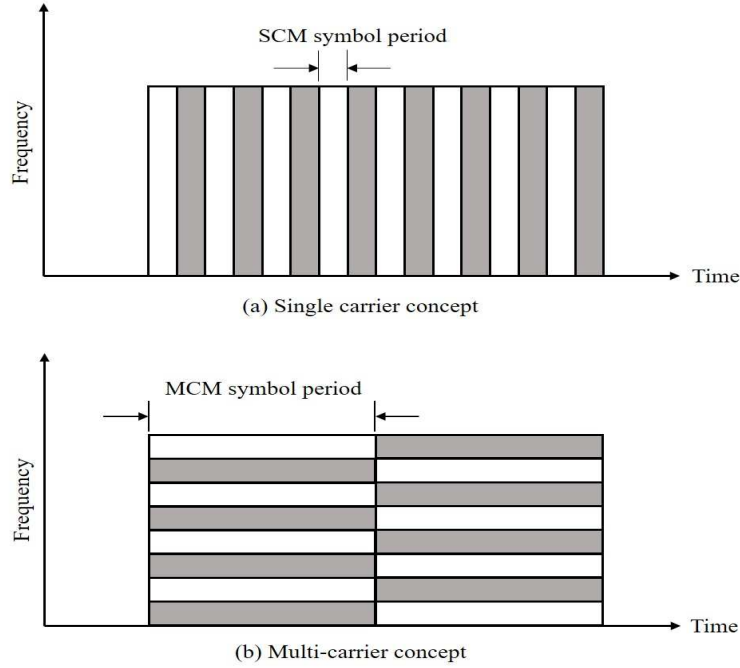 SCM symbol period
Frequency
Time
(a) Single carrier concept
MCM symbol period
Frequency
Time
(b) Multi-carrier concept